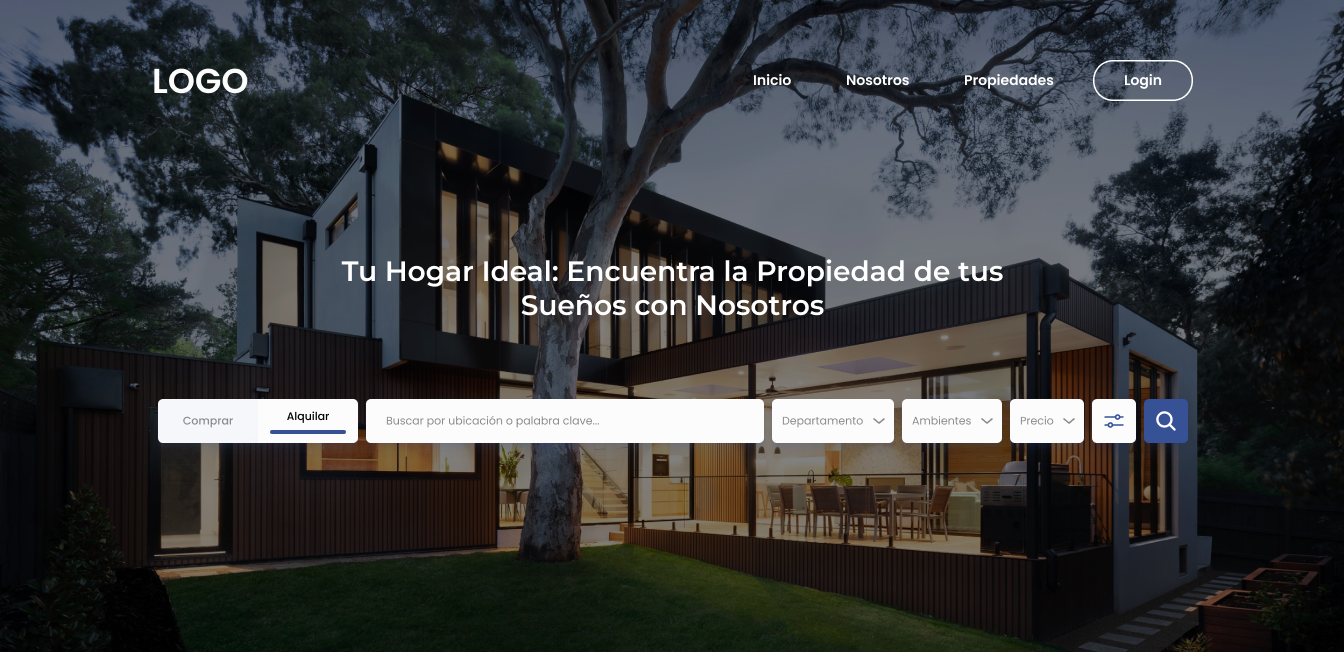 LOGO
Inicio
Nosotros
Propiedades
Login
Tu Hogar Ideal: Encuentra la Propiedad de tus
Sueños con Nosotros
Comprar
Alquilar
Buscar por ubicación o palabra clave...
Departamento
Ambientes
Precio